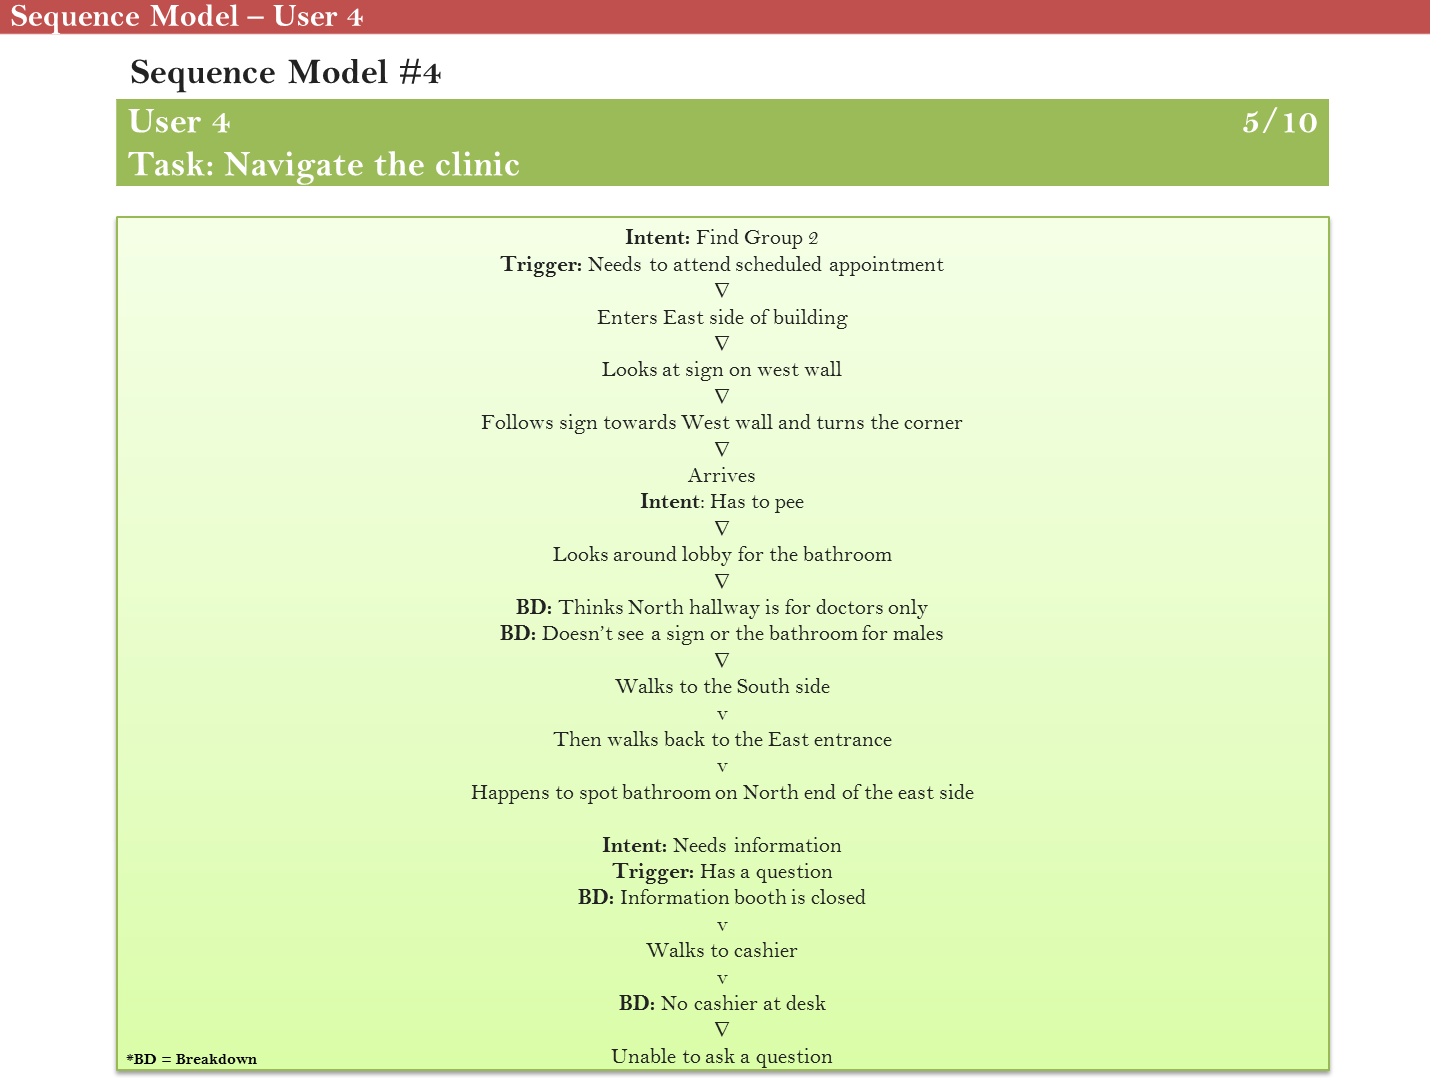 Sequence Model – User 4
Sequence Model #4
User 4 5/10
Task: Navigate the clinic
Intent: Find Group 2
Trigger: Needs to attend scheduled appointment
∇
Enters East side of building
∇
Looks at sign on west wall
∇
Follows sign towards West wall and turns the corner
∇
Arrives
Intent: Has to pee
∇
Looks around lobby for the bathroom
∇
BD: Thinks North hallway is for doctors only
BD: Doesn’t see a sign or the bathroom for males
∇
Walks to the South side
v
Then walks back to the East entrance
v
Happens to spot bathroom on North end of the east side
Intent: Needs information
Trigger: Has a question
BD: Information booth is closed
v
Walks to cashier
v
BD: No cashier at desk
∇
Unable to ask a question
*BD = Breakdown